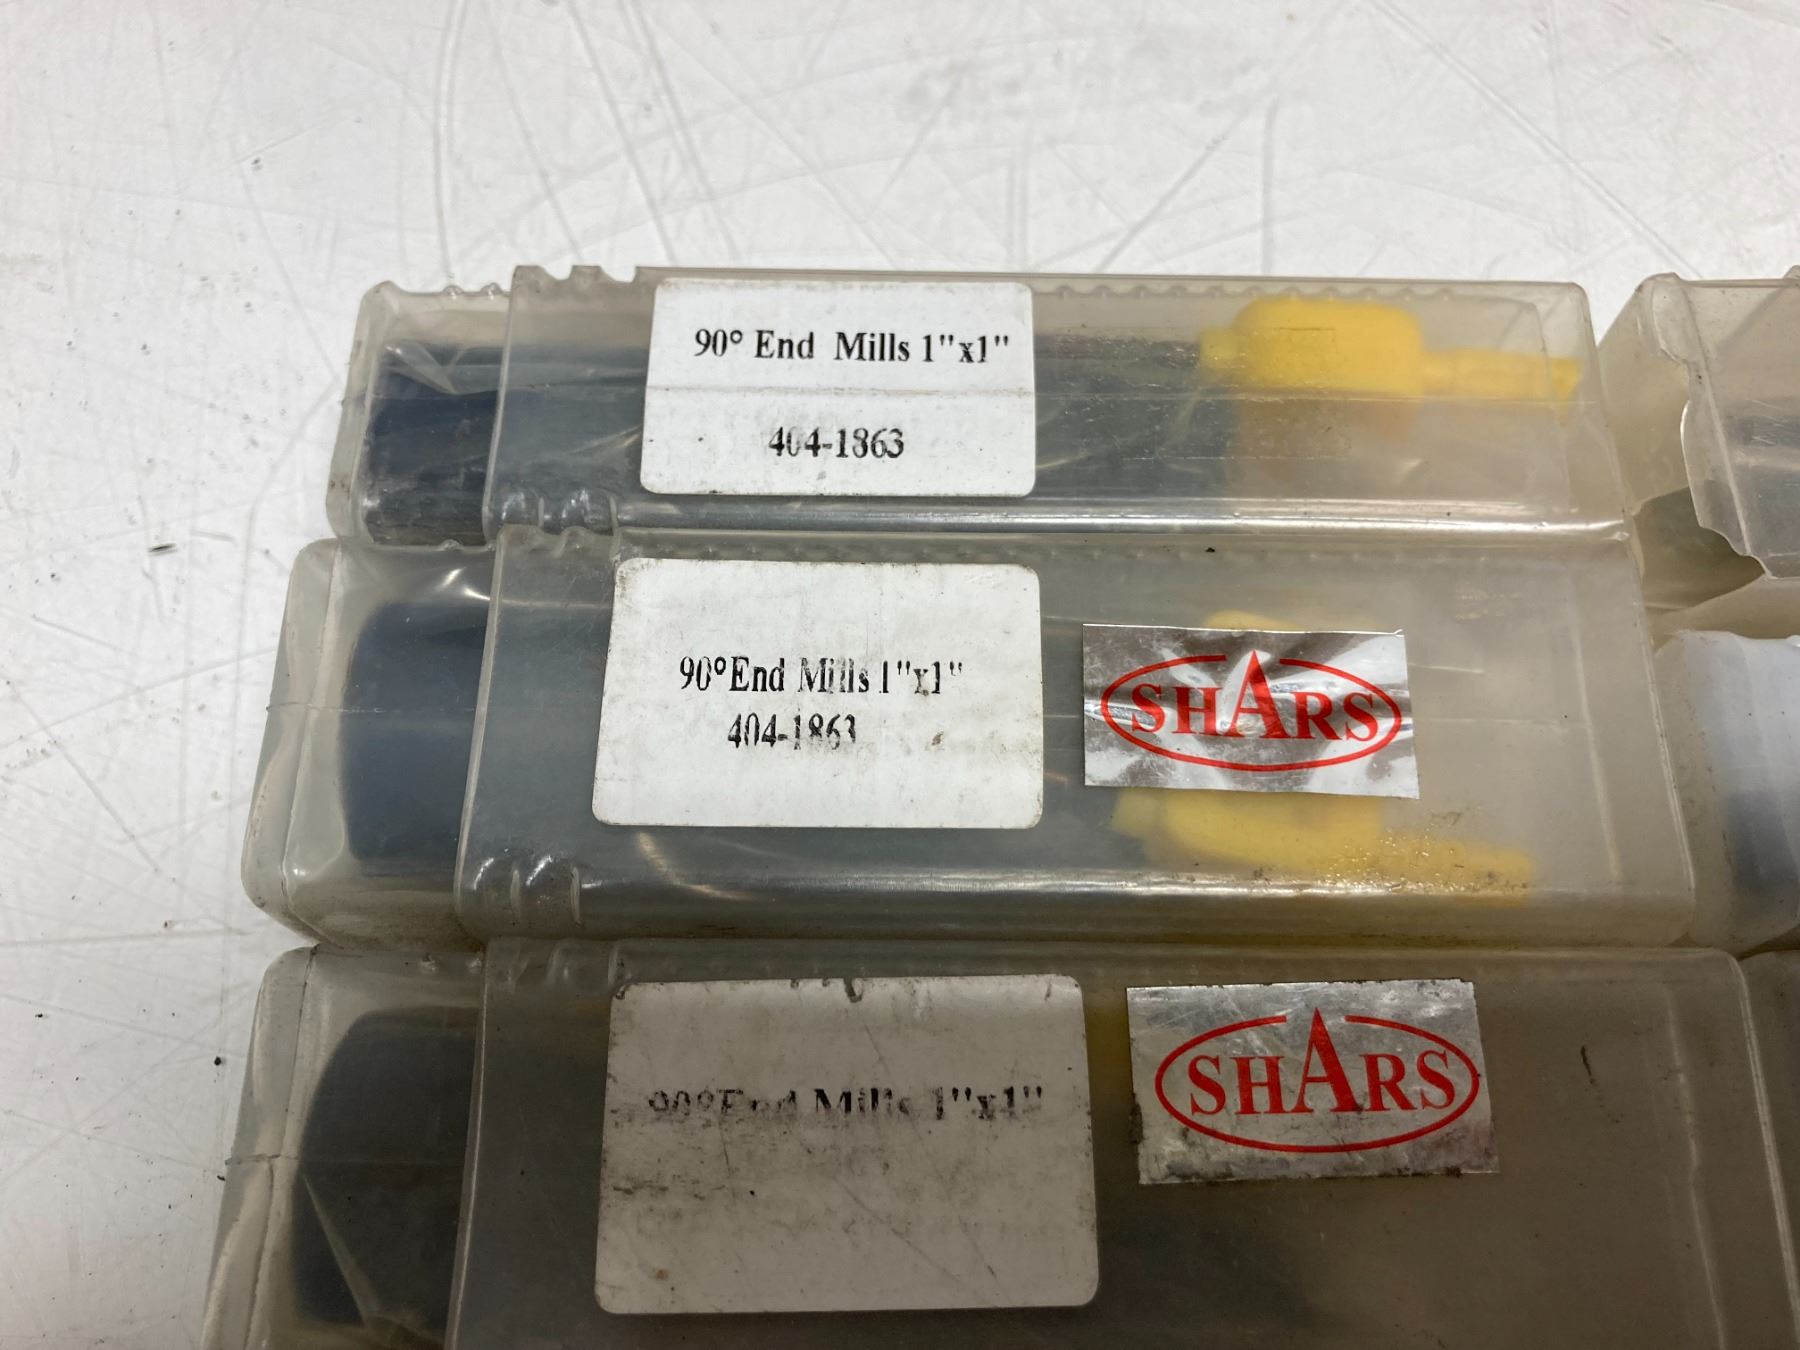 90° End Mills 1"x1"
404-1863
90°End Mills 1"x1"
404-1863
SHARS
90°End Mills 1"x1"
SHARS